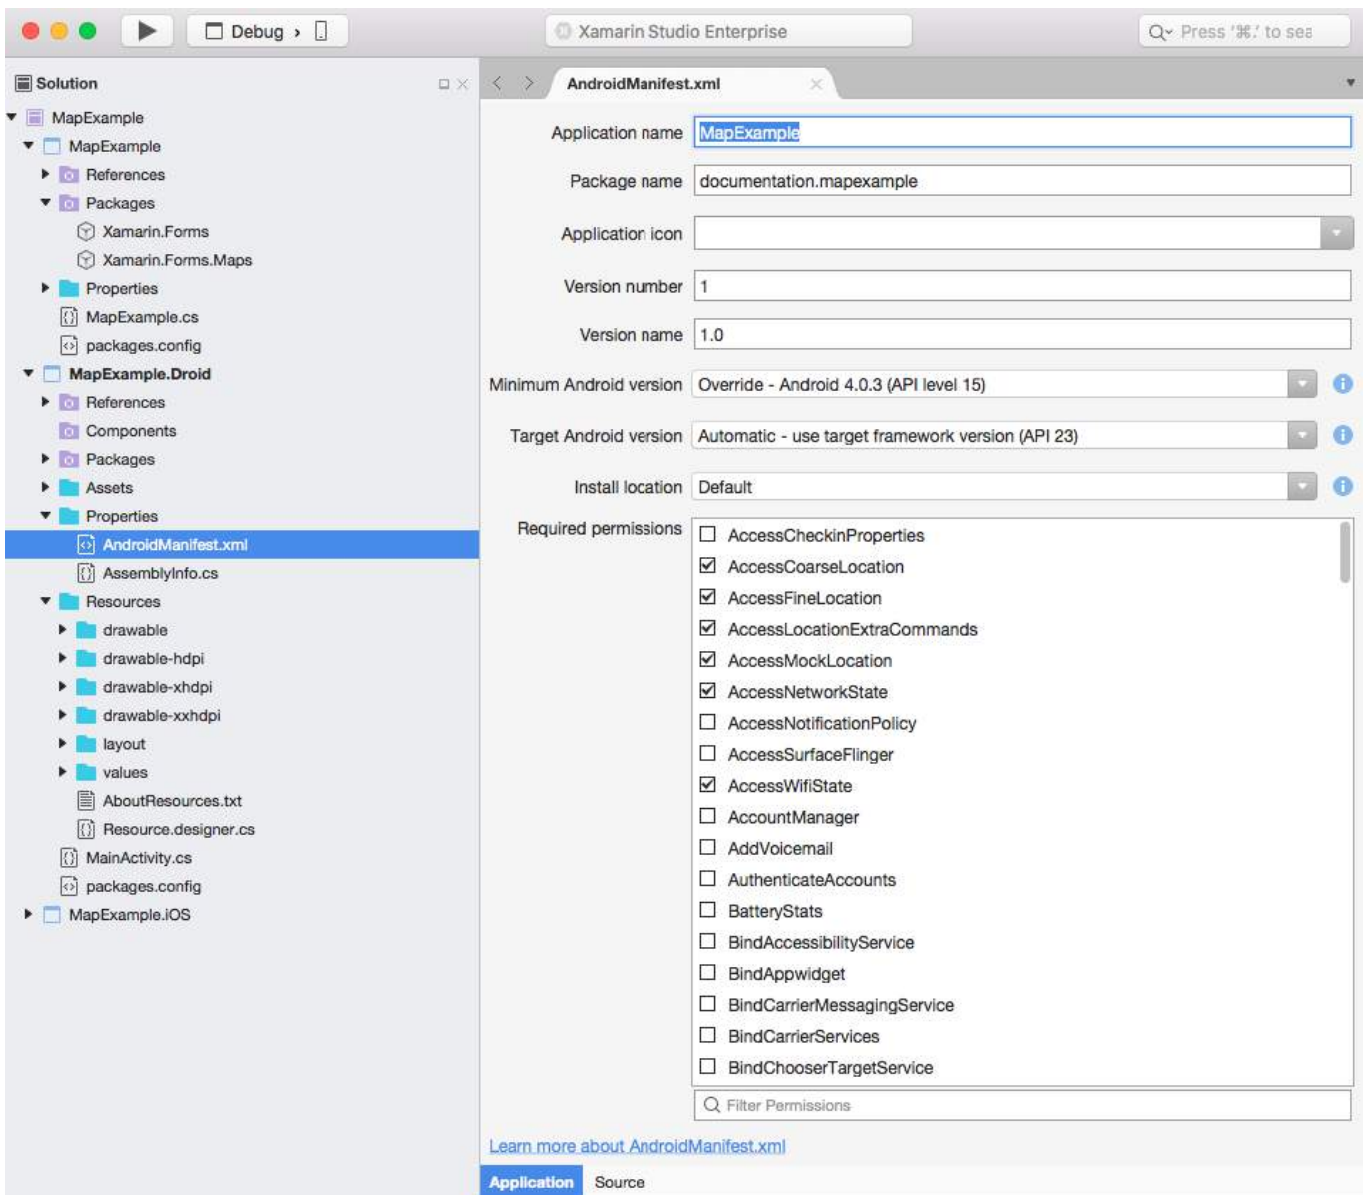 Debug
Xamarin Studio Enterprise
Press '⌘.' to sea
Solution
MapExample
MapExample
References
Packages
Xamarin.Forms
Xamarin.Forms.Maps
Properties
MapExample.cs
packages.config
MapExample.Droid
References
Components
Packages
Assets
Properties
AndroidManifest.xml
AssemblyInfo.cs
Resources
drawable
drawable-hdpi
drawable-xhdpi
drawable-xxhdpi
layout
values
AboutResources.txt
Resource.designer.cs
MainActivity.cs
packages.config
MapExample.iOS
AndroidManifest.xml
Application name MapExample
Package name documentation.mapexample
Application icon
Version number 1
Version name 1.0
Minimum Android version Override - Android 4.0.3 (API level 15)
Target Android version Automatic - use target framework version (API 23)
Install location Default
Required permissions
AccessCheckinProperties
AccessCoarseLocation
AccessFineLocation
AccessLocationExtraCommands
AccessMockLocation
AccessNetworkState
AccessNotificationPolicy
AccessSurfaceFlinger
AccessWifiState
AccountManager
AddVoicemail
AuthenticateAccounts
BatteryStats
BindAccessibilityService
BindAppwidget
BindCarrierMessagingService
BindCarrierServices
BindChooserTargetService
Filter Permissions
Learn more about AndroidManifest.xml
Application Source